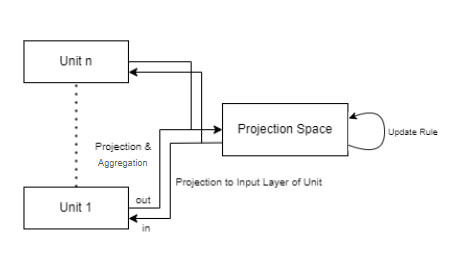 Unit n
Projection Space
Update Rule
Projection &
Aggregation
Projection to Input Layer of Unit
Unit 1
out
in